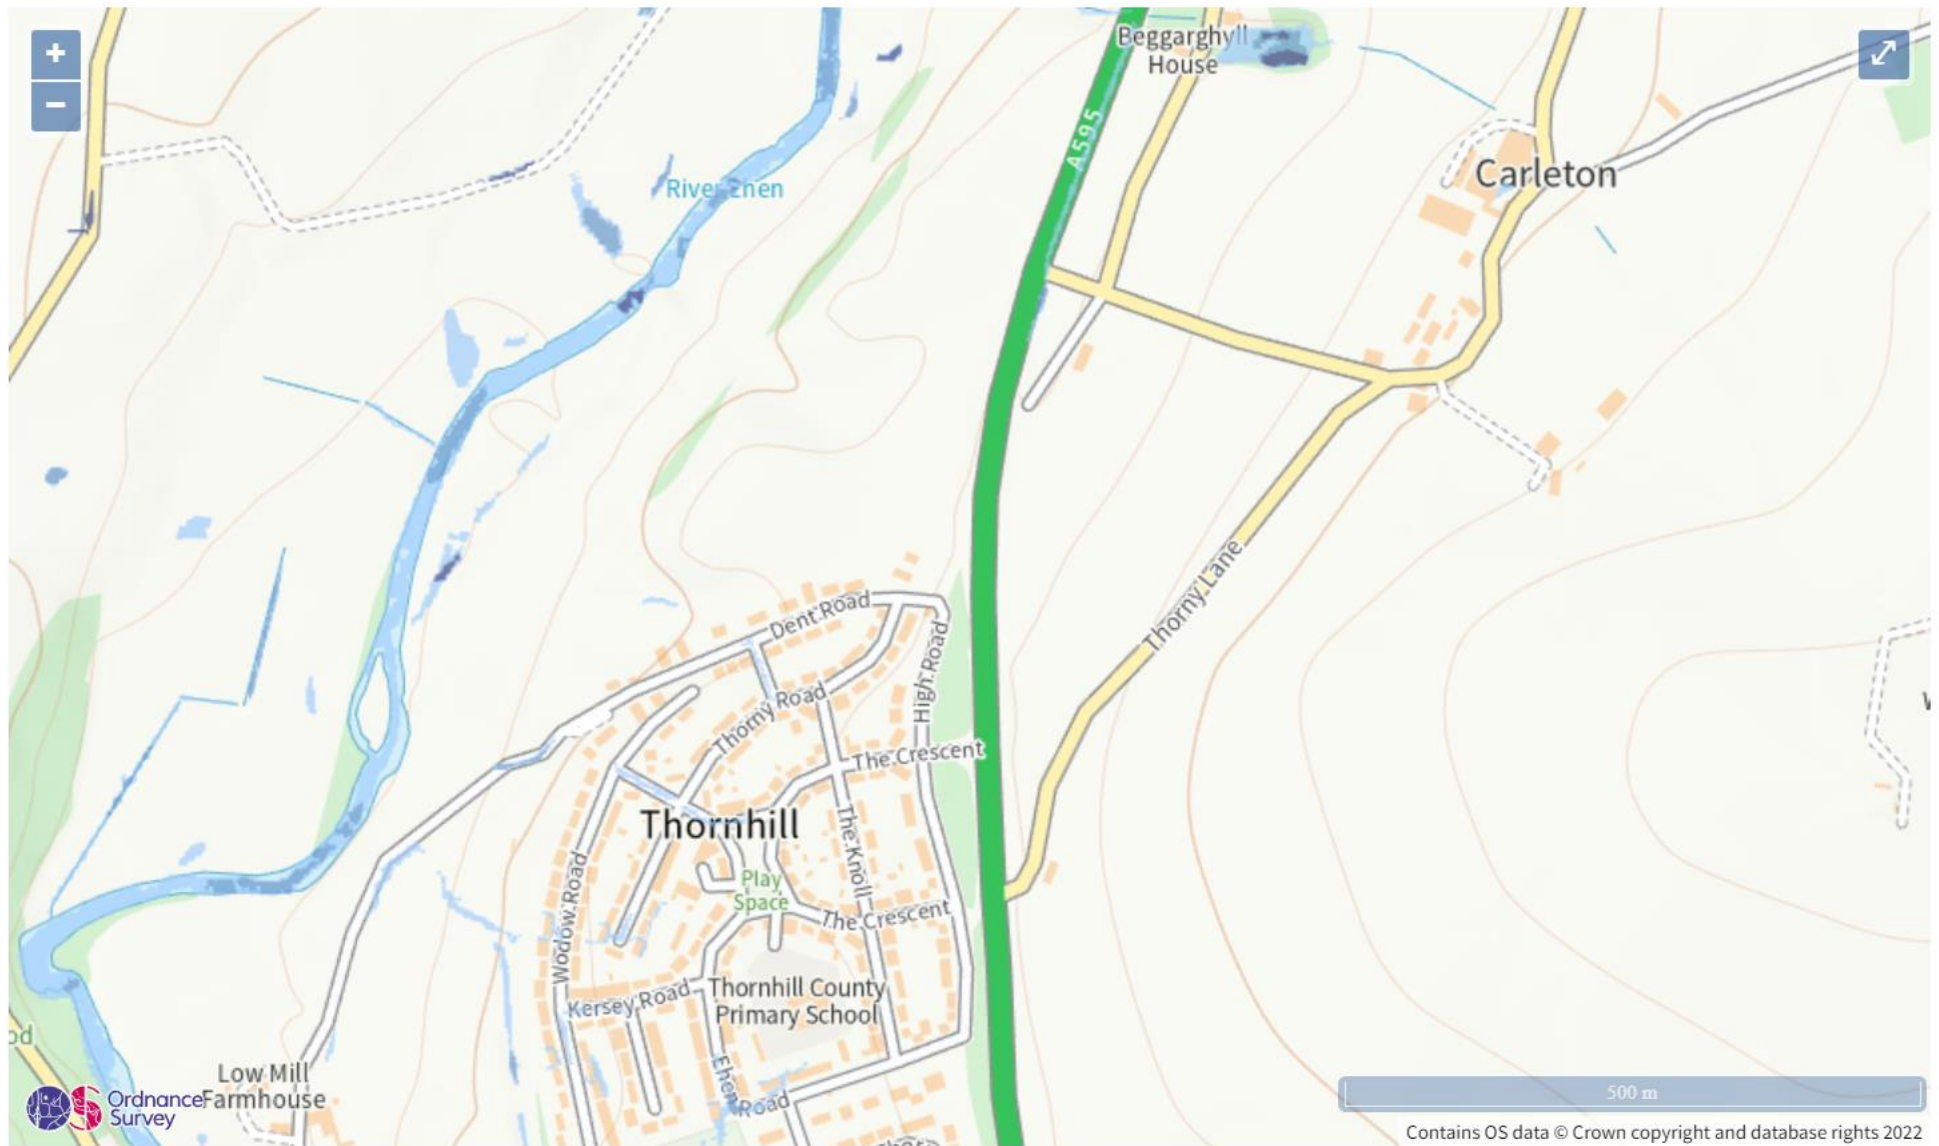 +
−
Beggarghyll
House
A595
Carleton
River Ehen
Thorny Lane
Dent Road
High Road
Thorny Road
The Crescent
Thornhill
The Knoll
Play
Space
Wodow Road
The Crescent
Thornhill County
Primary School
Kersey Road
Ehen Road
od
Low Mill
Farmhouse
Ordnance
Survey
500 m
Contains OS data © Crown copyright and database rights 2022